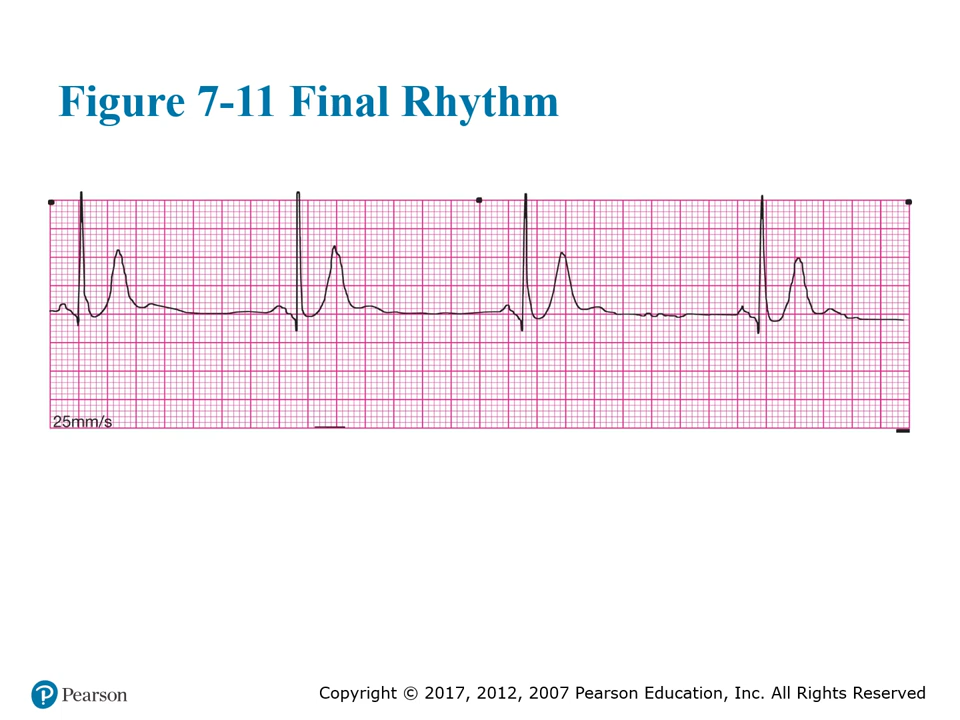 Figure 7-11 Final Rhythm
25mm/s
Pearson
Copyright © 2017, 2012, 2007 Pearson Education, Inc. All Rights Reserved